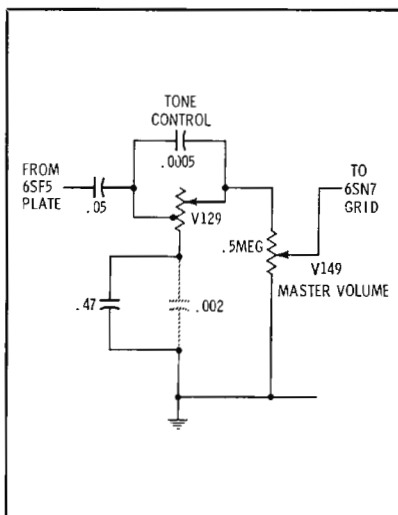 TONE
CONTROL
.0005
FROM
6SF5
PLATE
.05
V129
TO
6SN7
GRID
.5MEG
V149
MASTER VOLUME
.47
.002